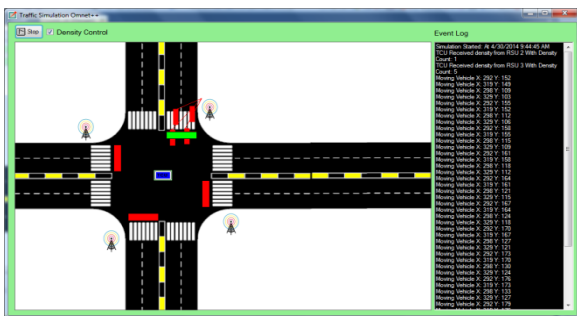 Traffic Simulation Omnet++
Stop
Density Control
Event Log
Simulation Started. At 4/30/2014 9:44:45 AM
TCU Received density from RSU 2 With Density
Count: 1
TCU Received density from RSU 3 With Density
Count: 5
Moving Vehicle X: 292 Y: 152
Moving Vehicle X: 319 Y: 149
Moving Vehicle X: 298 Y: 109
Moving Vehicle X: 329 Y: 103
Moving Vehicle X: 292 Y: 155
Moving Vehicle X: 319 Y: 152
Moving Vehicle X: 298 Y: 112
Moving Vehicle X: 329 Y: 106
Moving Vehicle X: 292 Y: 158
Moving Vehicle X: 319 Y: 155
Moving Vehicle X: 298 Y: 115
Moving Vehicle X: 329 Y: 109
Moving Vehicle X: 292 Y: 161
Moving Vehicle X: 319 Y: 158
Moving Vehicle X: 298 Y: 118
Moving Vehicle X: 329 Y: 112
Moving Vehicle X: 292 Y: 164
Moving Vehicle X: 319 Y: 161
Moving Vehicle X: 298 Y: 121
Moving Vehicle X: 329 Y: 115
Moving Vehicle X: 292 Y: 167
Moving Vehicle X: 319 Y: 164
Moving Vehicle X: 298 Y: 124
Moving Vehicle X: 329 Y: 118
Moving Vehicle X: 292 Y: 170
Moving Vehicle X: 319 Y: 167
Moving Vehicle X: 298 Y: 127
Moving Vehicle X: 329 Y: 121
Moving Vehicle X: 292 Y: 173
Moving Vehicle X: 319 Y: 170
Moving Vehicle X: 298 Y: 130
Moving Vehicle X: 329 Y: 124
Moving Vehicle X: 292 Y: 176
Moving Vehicle X: 319 Y: 173
Moving Vehicle X: 298 Y: 133
Moving Vehicle X: 329 Y: 127
Moving Vehicle X: 292 Y: 179